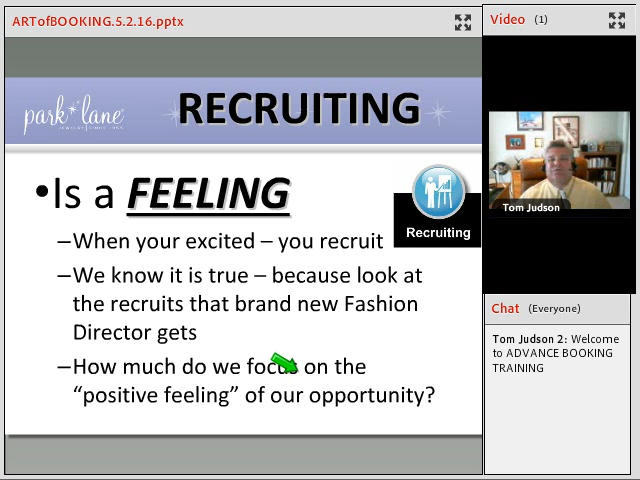 ARTofBOOKING.5.2.16.pptx
park lane
JEWELRY SINCE 1955
RECRUITING
•Is a FEELING
Recruiting
–When your excited – you recruit
–We know it is true – because look at
the recruits that brand new Fashion
Director gets
–How much do we focus on the
“positive feeling” of our opportunity?
Video (1)
Tom Judson
Chat (Everyone)
Tom Judson 2: Welcome
to ADVANCE BOOKING
TRAINING